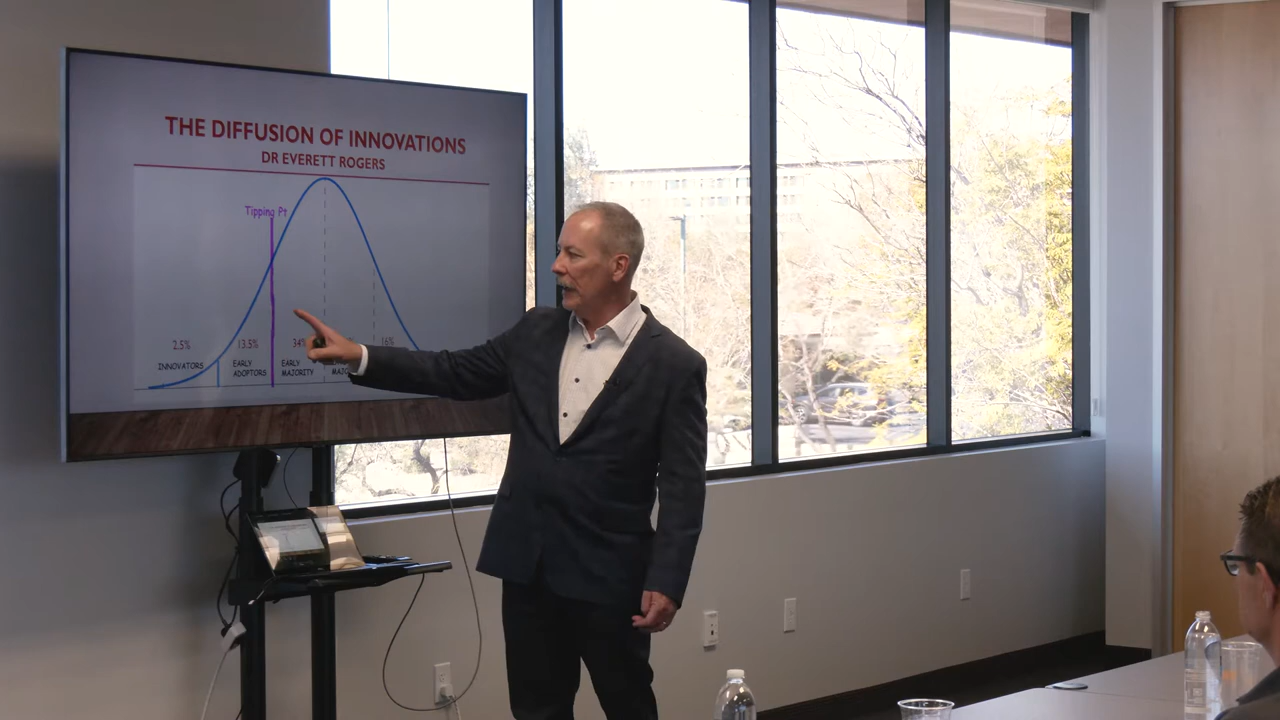 THE DIFFUSION OF INNOVATIONS
DR EVERETT ROGERS
Tipping Pt
2.5% 13.5% 34% 16%
INNOVATORS EARLY ADOPTORS EARLY MAJORITY